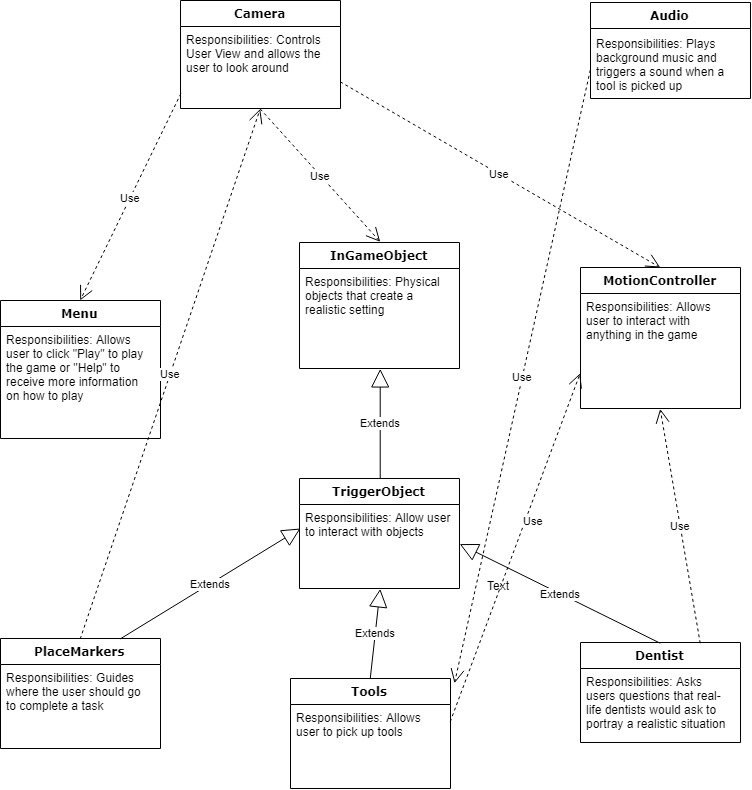 Camera
Responsibilities: Controls
User View and allows the
user to look around
Audio
Responsibilities: Plays
background music and
triggers a sound when a
tool is picked up
Use
Use
Use
InGameObject
Responsibilities: Physical
objects that create a
realistic setting
MotionController
Responsibilities: Allows
user to interact with
anything in the game
Menu
Responsibilities: Allows
user to click "Play" to play
the game or "Help" to
receive more information
on how to play
Use
Use
Extends
TriggerObject
Responsibilities: Allow user
to interact with objects
Use
Use
Extends
Text
Extends
Extends
PlaceMarkers
Responsibilities: Guides
where the user should go
to complete a task
Tools
Responsibilities: Allows
user to pick up tools
Dentist
Responsibilities: Asks
users questions that real-
life dentists would ask to
portray a realistic situation